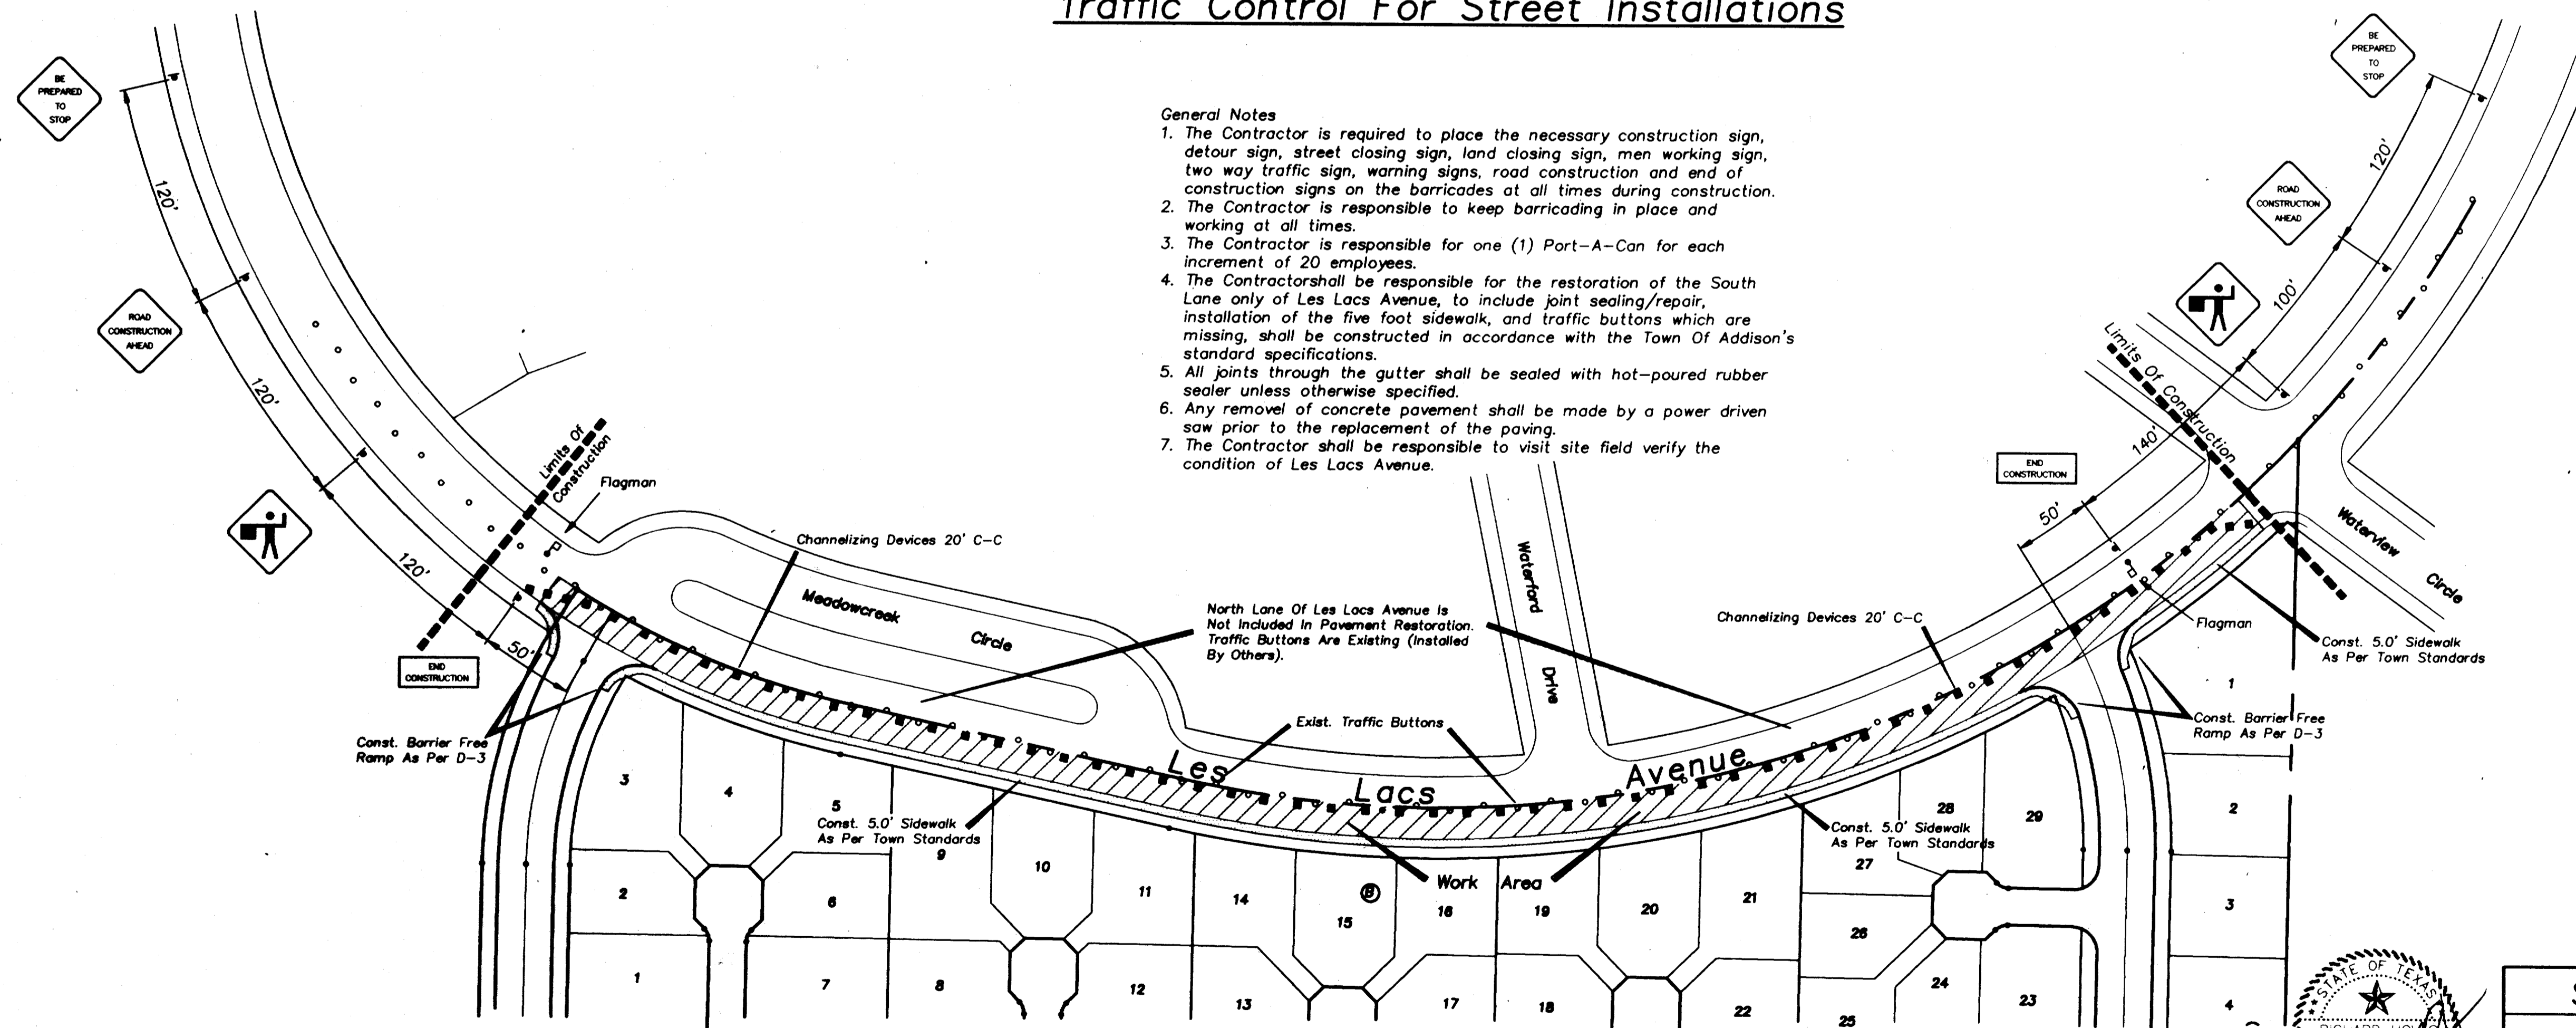 Traffic Control For Street Installations
BE
PREPARED
TO
STOP
BE
PREPARED
TO
STOP
General Notes
1. The Contractor is required to place the necessary construction sign,
detour sign, street closing sign, land closing sign, men working sign,
two way traffic sign, warning signs, road construction and end of
construction signs on the barricades at all times during construction.
2. The Contractor is responsible to keep barricading in place and
working at all times.
3. The Contractor is responsible for one (1) Port-A-Can for each
increment of 20 employees.
4. The Contractorshall be responsible for the restoration of the South
Lane only of Les Lacs Avenue, to include joint sealing/repair,
installation of the five foot sidewalk, and traffic buttons which are
missing, shall be constructed in accordance with the Town Of Addison's
standard specifications.
5. All joints through the gutter shall be sealed with hot-poured rubber
sealer unless otherwise specified.
6. Any removel of concrete pavement shall be made by a power driven
saw prior to the replacement of the paving.
7. The Contractor shall be responsible to visit site field verify the
condition of Les Lacs Avenue.
120'
120'
ROAD
CONSTRUCTION
AHEAD
100'
ROAD
CONSTRUCTION
AHEAD
120'
Limits Of Construction
140'
END
CONSTRUCTION
50'
Limits Of
Construction
Flagman
120'
Channelizing Devices 20' C-C
Waterview
Circle
Waterford
Drive
Meadowcreek
Circle
North Lane Of Les Lacs Avenue Is
Not Included In Pavement Restoration.
Traffic Buttons Are Existing (Installed
By Others).
Channelizing Devices 20' C-C
Flagman
Const. 5.0' Sidewalk
As Per Town Standards
50'
END
CONSTRUCTION
Const. Barrier Free
Ramp As Per D-3
Exist. Traffic Buttons
Const. Barrier Free
Ramp As Per D-3
Les
Lacs
Avenue
Const. 5.0' Sidewalk
As Per Town Standards
Const. 5.0' Sidewalk
As Per Town Standards
Work Area
3
4
5
9
10
11
14
15
B
16
19
20
21
27
28
29
1
2
2
6
26
3
1
7
8
12
13
17
18
22
25
24
23
4
STATE OF TEXAS